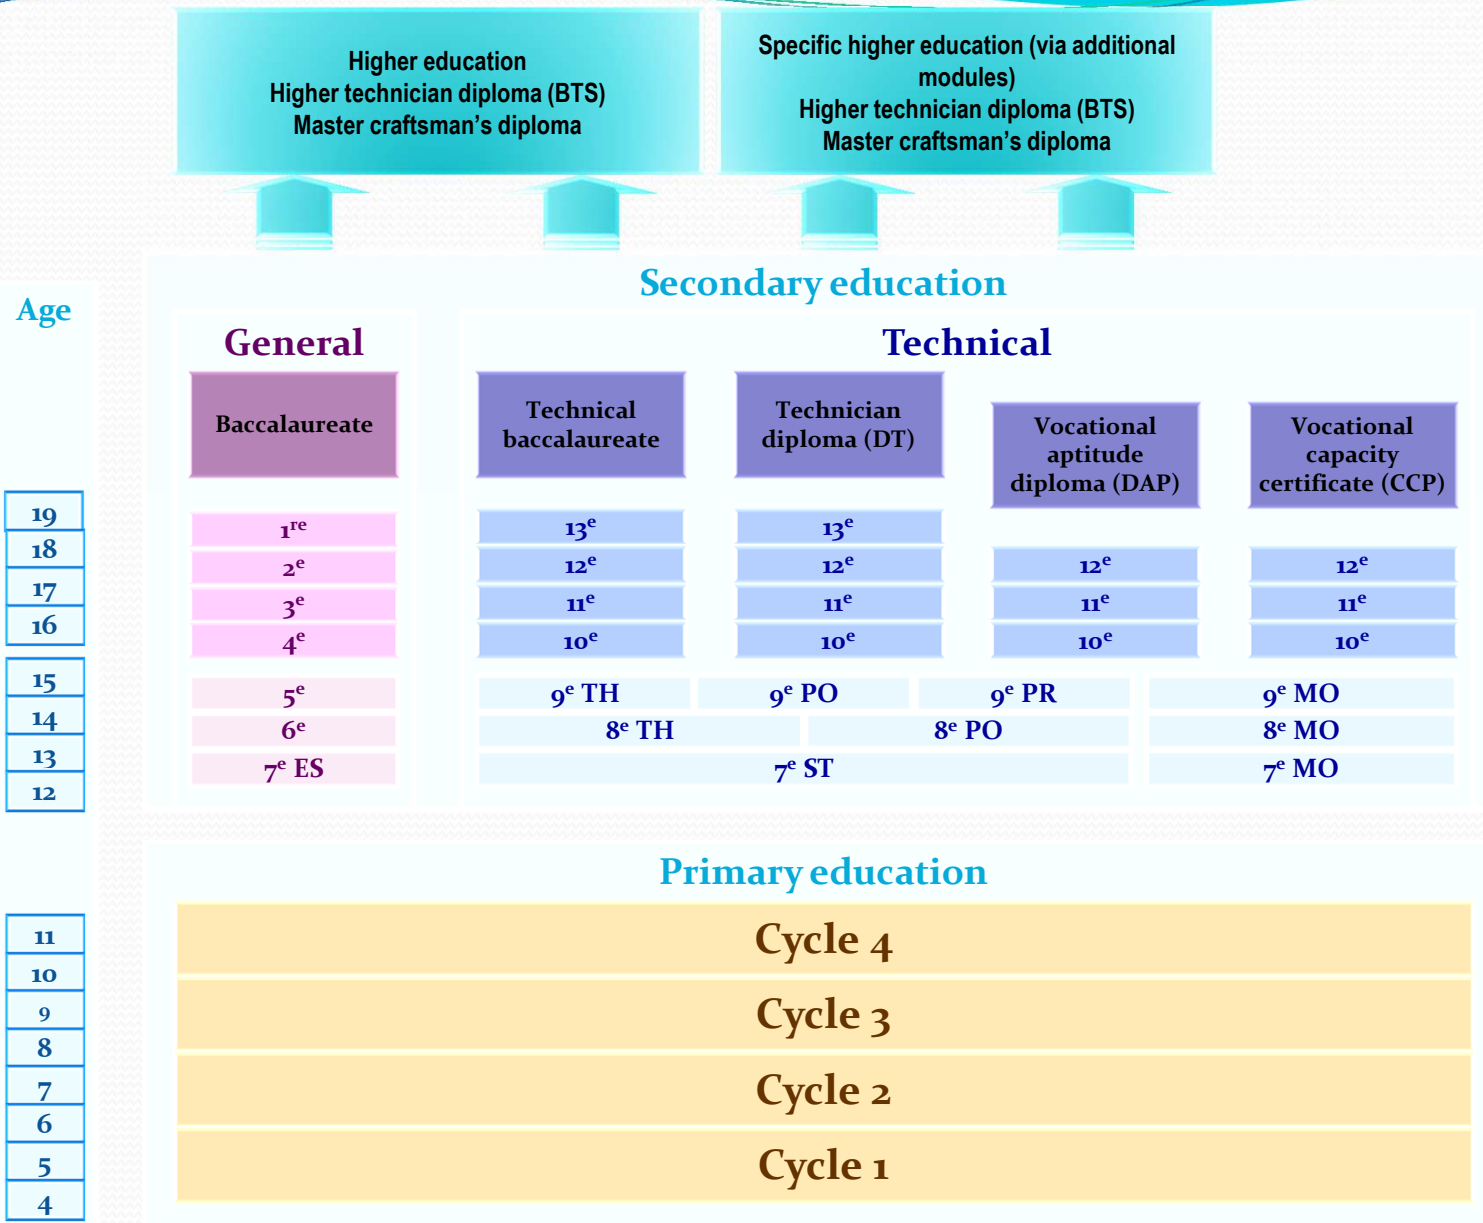 Higher education
Higher technician diploma (BTS)
Master craftsman's diploma
Specific higher education (via additional
modules)
Higher technician diploma (BTS)
Master craftsman's diploma
Secondary education
Age
General
Technical
Baccalaureate
Technical
baccalaureate
Technician
diploma (DT)
Vocational
aptitude
diploma (DAP)
Vocational
capacity
certificate (CCP)
19
18
17
16
15
14
13
12
1re
2e
3e
4e
5e
6e
7e ES
13e
12e
11e
10e
13e
12e
11e
10e
12e
11e
10e
12e
11e
10e
9e TH
9e PO
9e PR
9e MO
8e TH
8e PO
8e MO
7e ST
7e MO
Primary education
11
10
9
8
7
6
5
4
Cycle 4
Cycle 3
Cycle 2
Cycle 1